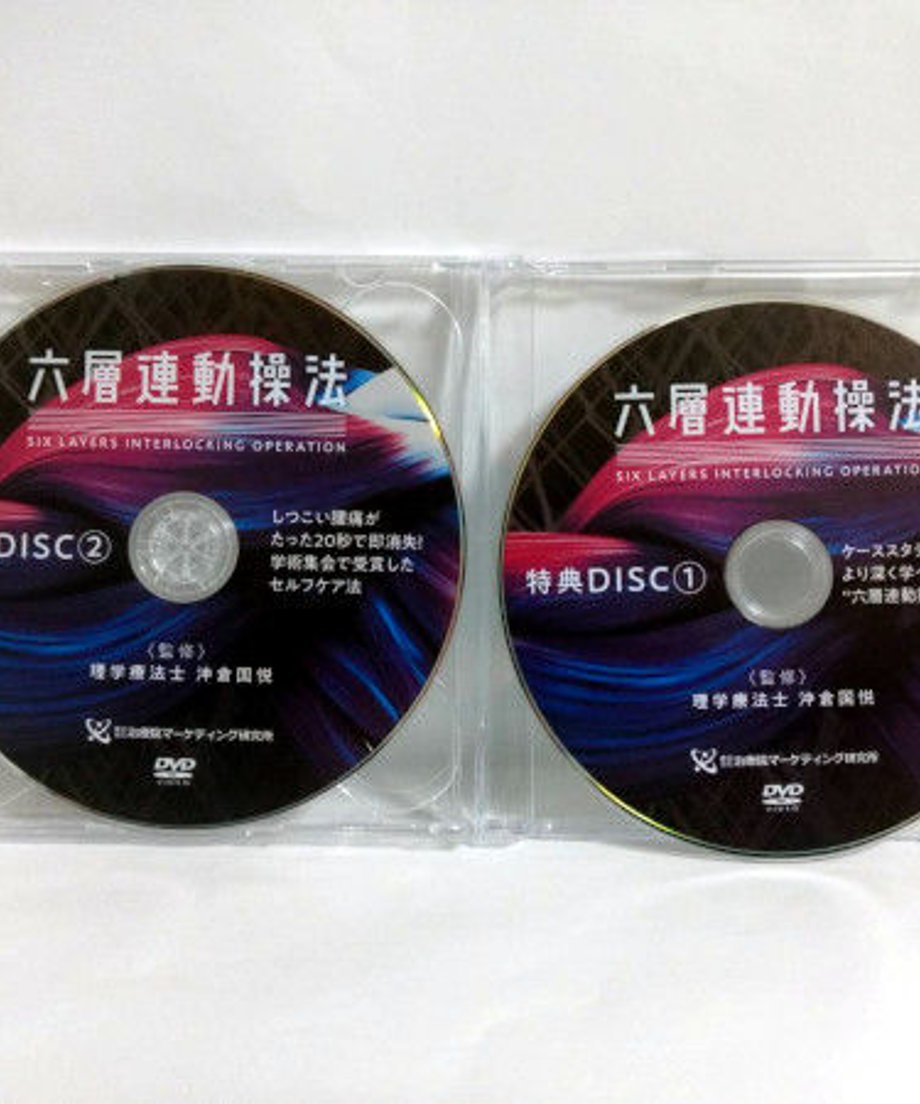 六層連動操法
SIX LAYERS INTERLOCKING OPERATION
DISC②
しつこい腰痛が
たった20秒で即消失!
学術集会で受賞した
セルフケア法
〈監修〉
理学療法士 沖倉国悦
治療院マーケティング研究所
DVD
VIDEO
六層連動操法
SIX LAYERS INTERLOCKING OPERATION
特典DISC①
ケーススタ
より深く学べ
“六層連動
〈監修〉
理学療法士 沖倉国悦
治療院マーケティング研究所
DVD
VIDEO